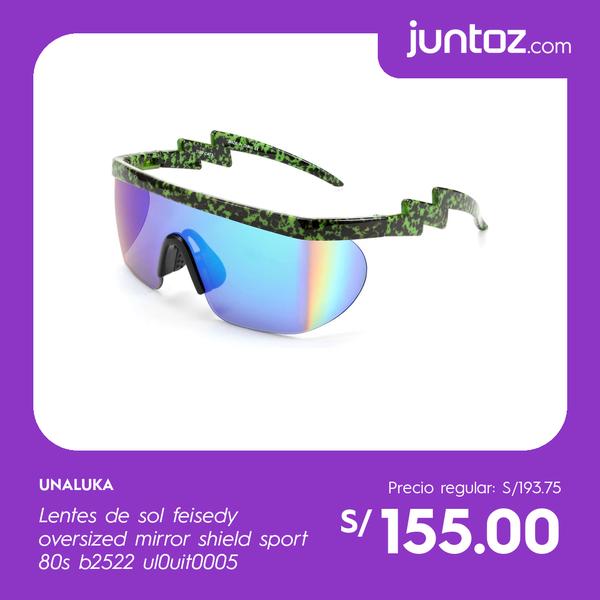 juntoz.com
UNALUKA
Lentes de sol feisedy
oversized mirror shield sport
80s b2522 ul0uit0005
Precio regular: S/193.75
S/155.00